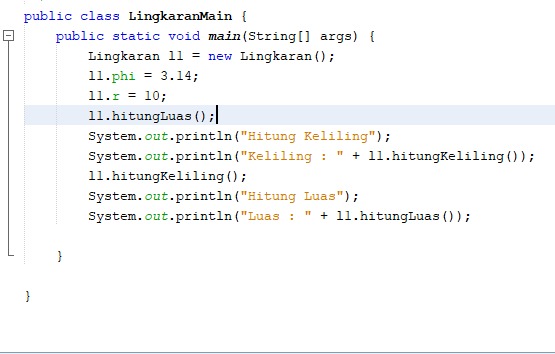 public class LingkaranMain {
public static void main(String[] args) {
Lingkaran l1 = new Lingkaran();
l1.phi = 3.14;
l1.r = 10;
l1.hitungLuas();
System.out.println("Hitung Keliling");
System.out.println("Keliling : " + l1.hitungKeliling());
l1.hitungKeliling();
System.out.println("Hitung Luas");
System.out.println("Luas : " + l1.hitungLuas());
}
}